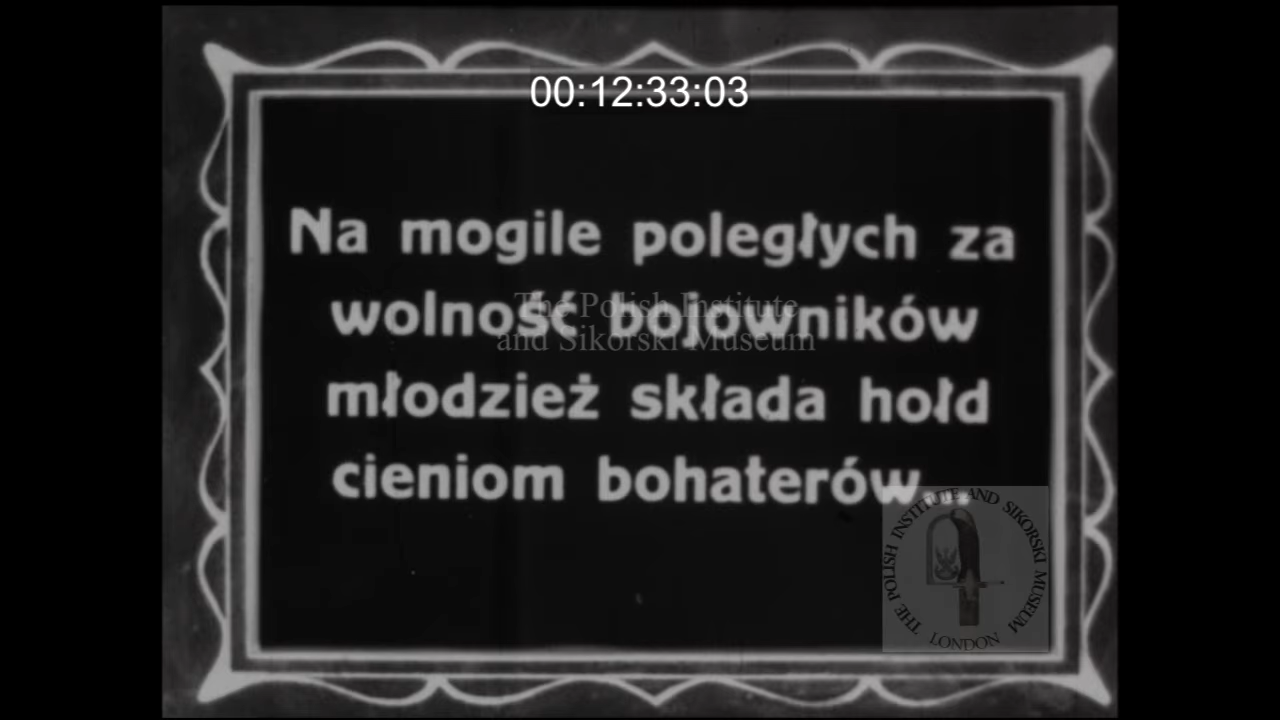 00:12:33:03
Na mogile poległych za
wolność bojowników
młodzież składa hołd
cieniom bohaterów
The Polish Institute
and Sikorski Museum
THE POLISH INSTITUTE AND SIKORSKI MUSEUM
LONDON